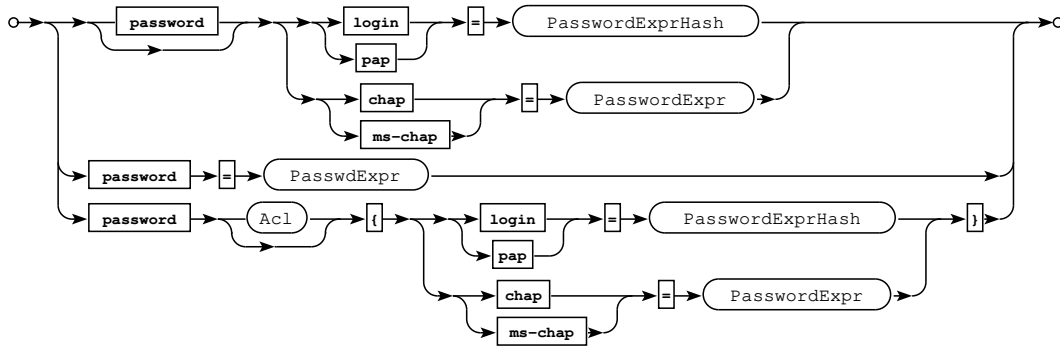 password login = PasswordExprHash
pap
chap = PasswordExpr
ms-chap
password = PasswdExpr
password Acl { login = PasswordExprHash }
pap
chap = PasswordExpr
ms-chap